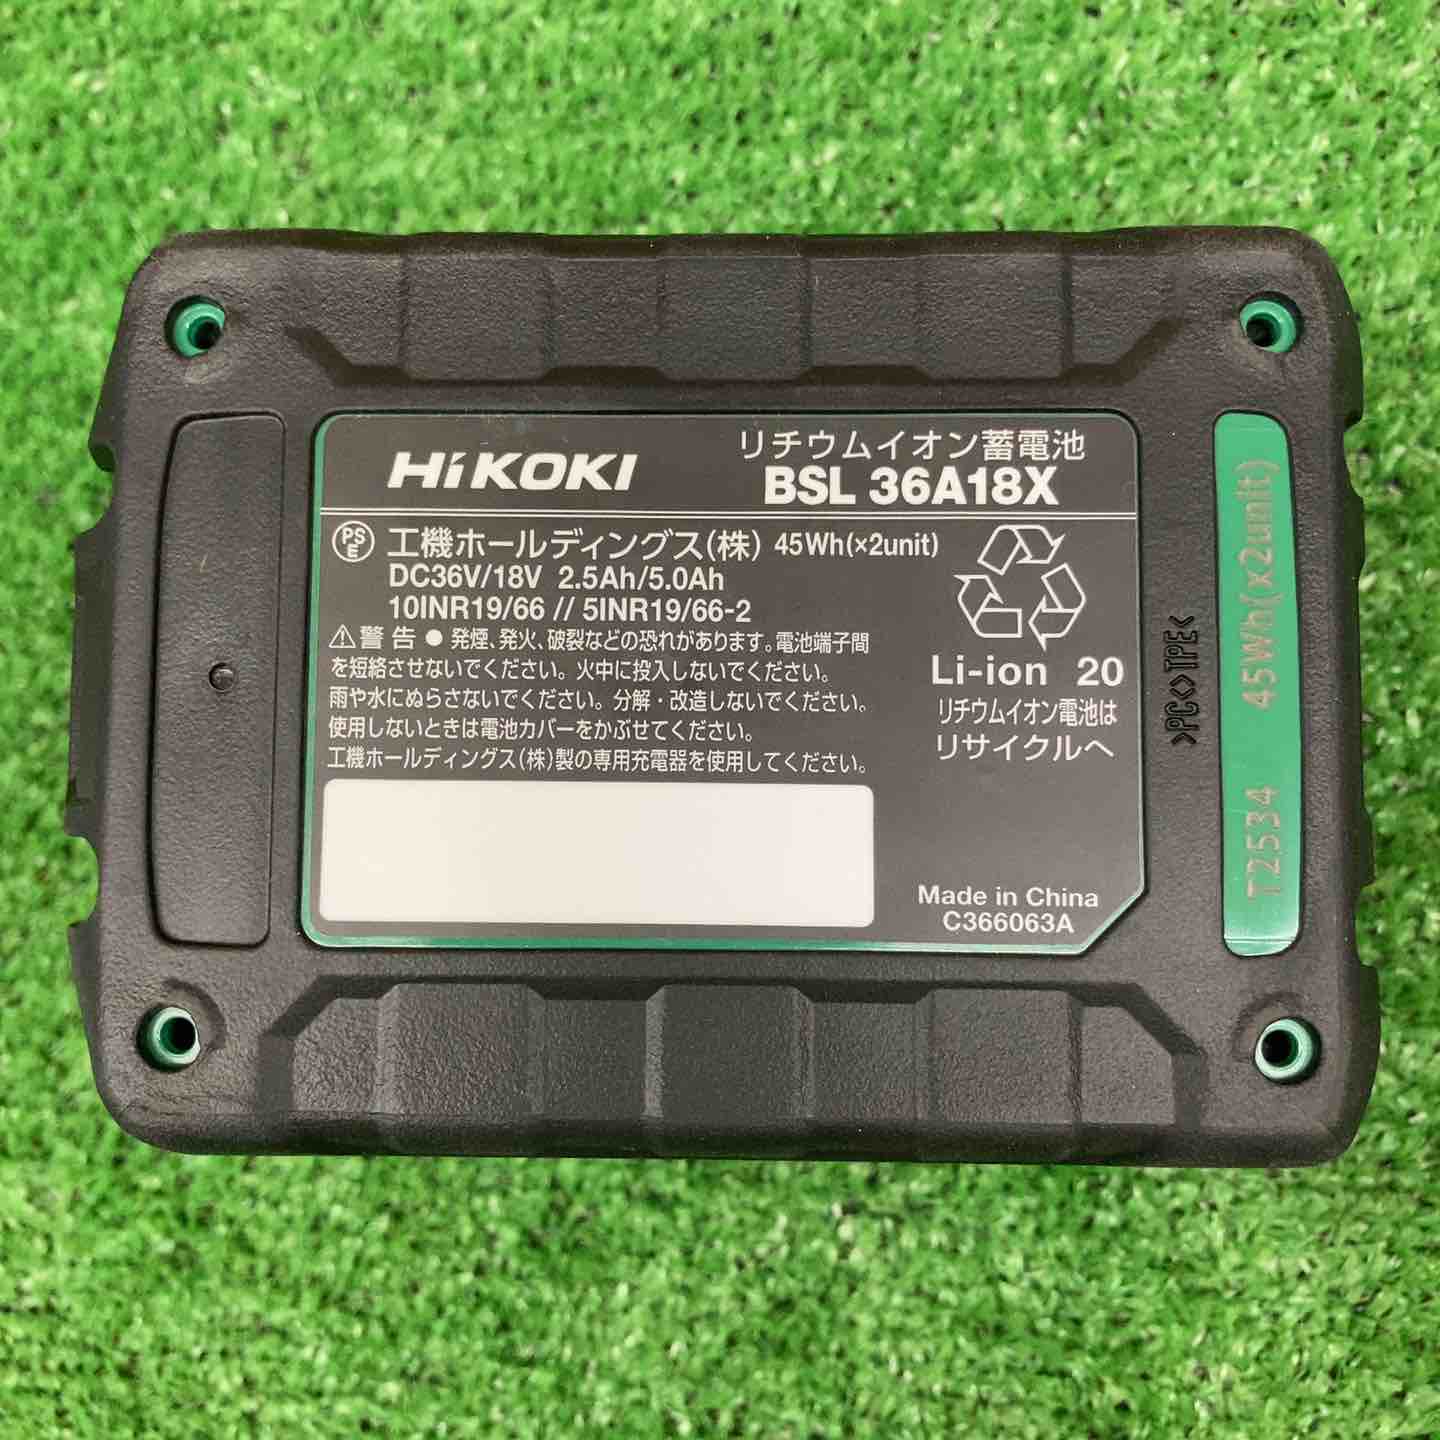 HiKOKI
リチウムイオン蓄電池
BSL 36A18X
PS
E
工機ホールディングス(株) 45Wh(×2unit)
DC36V/18V 2.5Ah/5.0Ah
10INR19/66 // 5INR19/66-2
⚠警告 ● 発煙、発火、破裂などの恐れがあります。電池端子間
を短絡させないでください。火中に投入しないでください。
雨や水にぬらさないでください。分解・改造しないでください。
使用しないときは電池カバーをかぶせてください。
工機ホールディングス(株)製の専用充電器を使用してください。
Li-ion 20
リチウムイオン電池は
リサイクルへ
Made in China
C366063A
>PC<>TPE<
T2534 45Wh(x2unit)